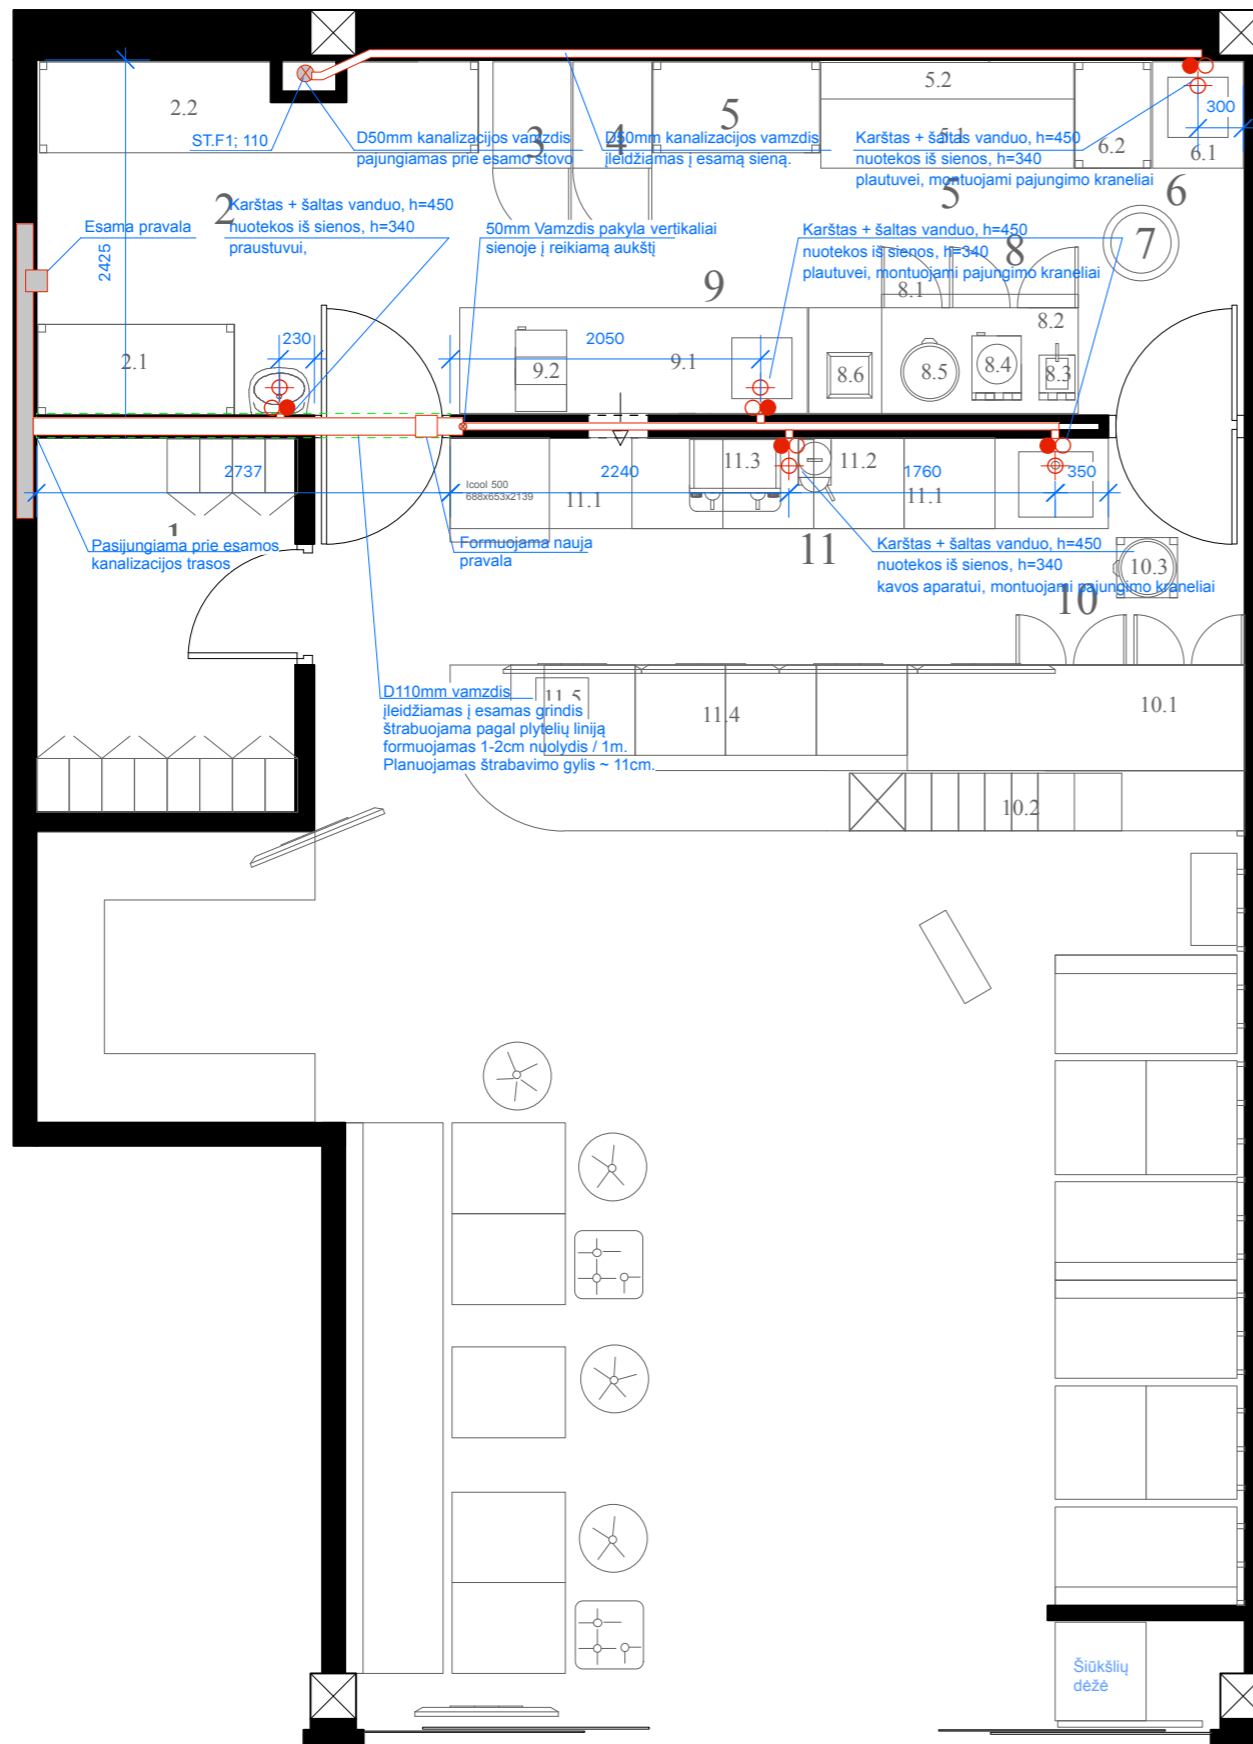 2.2
ST.F1; 110
D50mm kanalizacijos vamzdis
pajungiamas prie esamo stovo
3
4
D50mm kanalizacijos vamzdis
įleidžiamas į esamą sieną.
5
5.2
5.1
Karštas + šaltas vanduo, h=450
nuotekos iš sienos, h=340
plautuvei, montuojami pajungimo kraneliai
5
6.2
6.1
300
6
2
Karštas + šaltas vanduo, h=450
nuotekos iš sienos, h=340
praustuvui,
Esama pravala
2425
50mm Vamzdis pakyla vertikaliai
sienoje į reikiamą aukštį
Karštas + šaltas vanduo, h=450
nuotekos iš sienos, h=340
plautuvei, montuojami pajungimo kraneliai
7
8
8.1
8.2
9
2.1
230
2050
9.2
9.1
8.6
8.5
8.4
8.3
2737
Icool 500
688x653x2139
11.1
2240
11.3
11.2
1760
11.1
350
1
Pasijungiama prie esamos
kanalizacijos trasos
Formuojama nauja
pravala
11
Karštas + šaltas vanduo, h=450
nuotekos iš sienos, h=340
kavos aparatui, montuojami pajungimo kraneliai
10.3
10
D110mm vamzdis
įleidžiamas į esamas grindis
štrabuojama pagal plytelių liniją
formuojamas 1-2cm nuolydis / 1m.
Planuojamas štrabavimo gylis ~ 11cm.
11.5
11.4
10.1
10.2
Šiūkšlių
dėžė